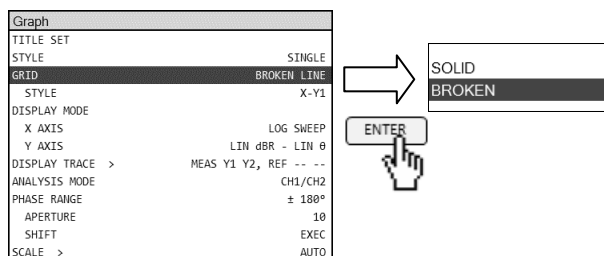 Graph
TITLE SET
STYLE SINGLE
GRID BROKEN LINE
STYLE X-Y1
DISPLAY MODE
X AXIS LOG SWEEP
Y AXIS LIN dBR - LIN θ
DISPLAY TRACE > MEAS Y1 Y2, REF -- --
ANALYSIS MODE CH1/CH2
PHASE RANGE ± 180°
APERTURE 10
SHIFT EXEC
SCALE > AUTO
ENTER
SOLID
BROKEN